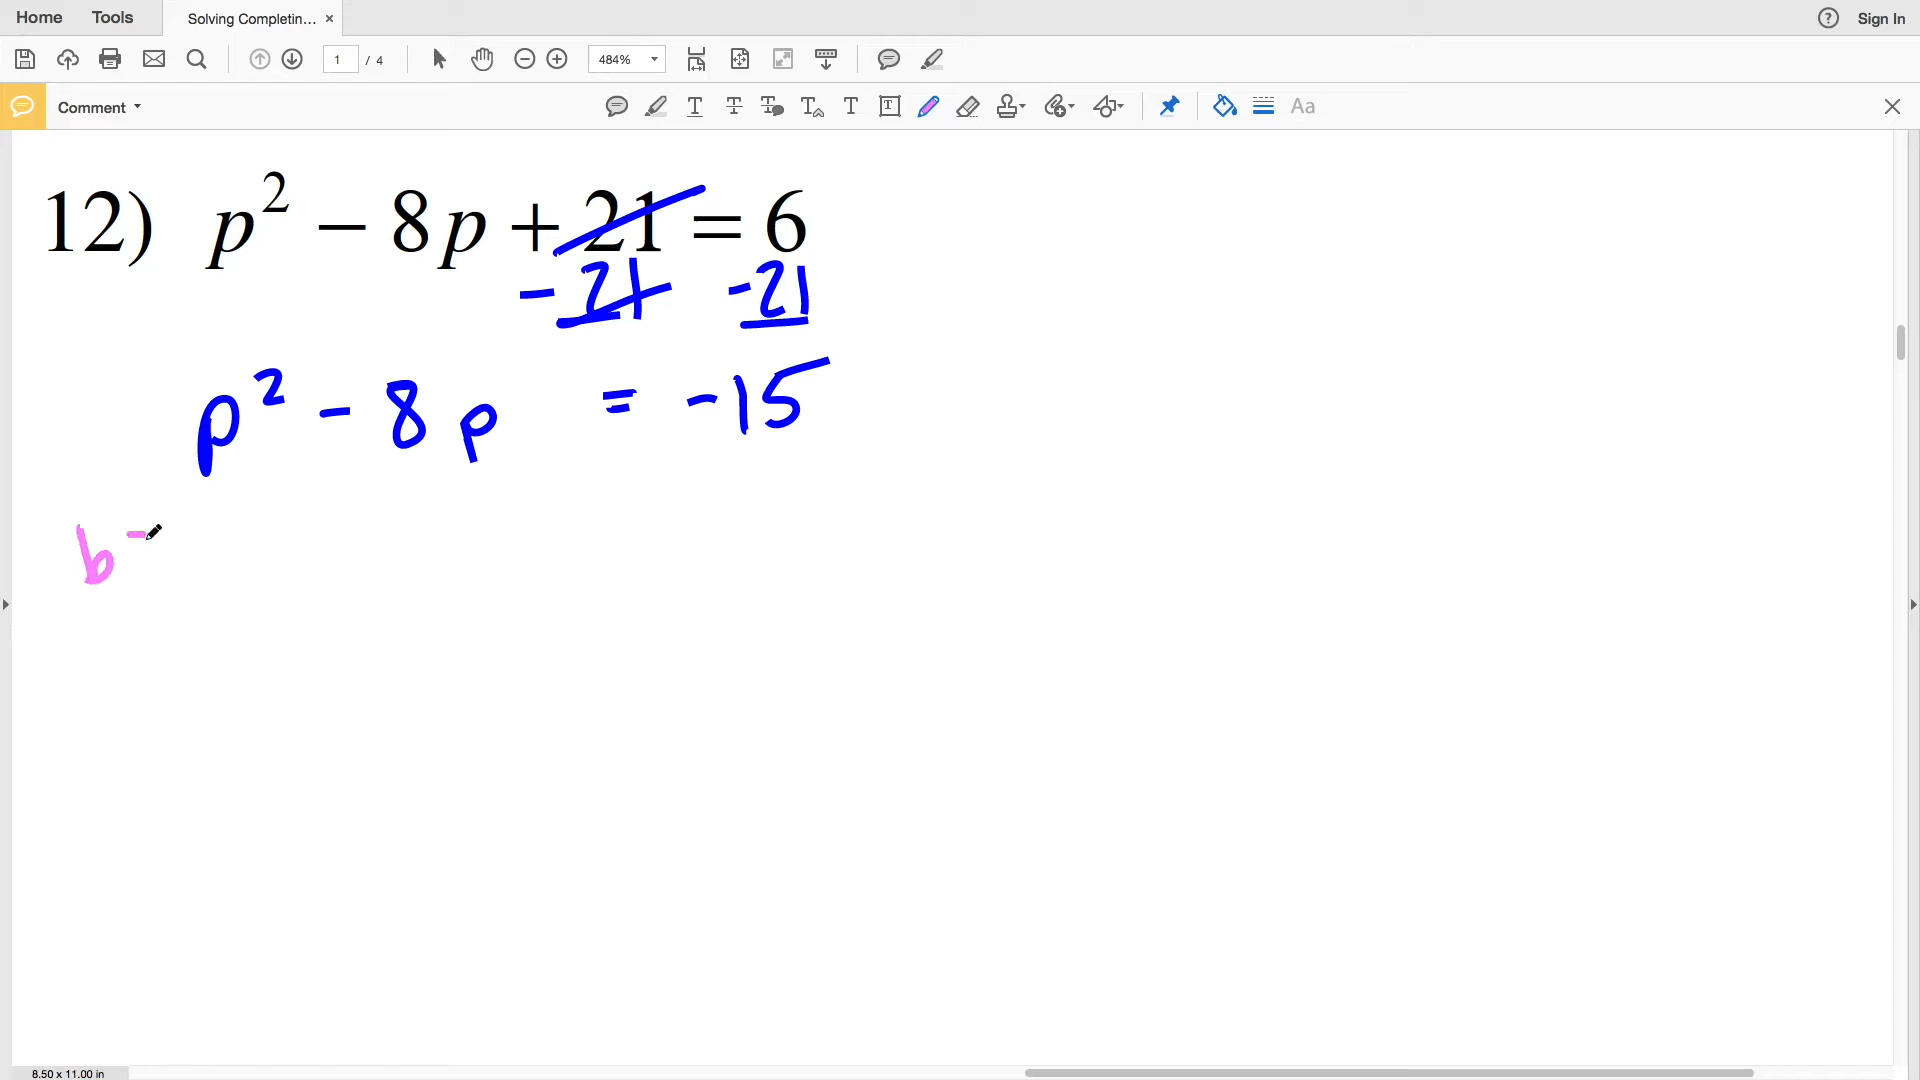 Home Tools Solving Completin... × ? Sign In
1 / 4 484%
Comment Aa
12) p² − 8p + 21 = 6
- 21 -21
p² - 8p = -15
b =
8.50 x 11.00 in